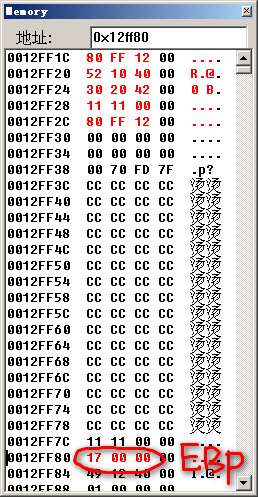 Memory
地址: 0x12ff80
0012FF1C 80 FF 12 00 ....
0012FF20 52 10 40 00 R.@.
0012FF24 30 20 42 00 0 B.
0012FF28 11 11 00 00 ....
0012FF2C 80 FF 12 00 ....
0012FF30 00 00 00 00 ....
0012FF34 00 00 00 00 ....
0012FF38 00 70 FD 7F .p?
0012FF3C CC CC CC CC 烫烫
0012FF40 CC CC CC CC 烫烫
0012FF44 CC CC CC CC 烫烫
0012FF48 CC CC CC CC 烫烫
0012FF4C CC CC CC CC 烫烫
0012FF50 CC CC CC CC 烫烫
0012FF54 CC CC CC CC 烫烫
0012FF58 CC CC CC CC 烫烫
0012FF5C CC CC CC CC 烫烫
0012FF60 CC CC CC CC 烫烫
0012FF64 CC CC CC CC 烫烫
0012FF68 CC CC CC CC 烫烫
0012FF6C CC CC CC CC 烫烫
0012FF70 CC CC CC CC 烫烫
0012FF74 CC CC CC CC 烫烫
0012FF78 CC CC CC CC 烫烫
0012FF7C 11 11 00 00 ....
0012FF80 17 00 00 00 EBp
0012FF84 49 12 40 00 I.@.
0012FF88 01 00 00 00